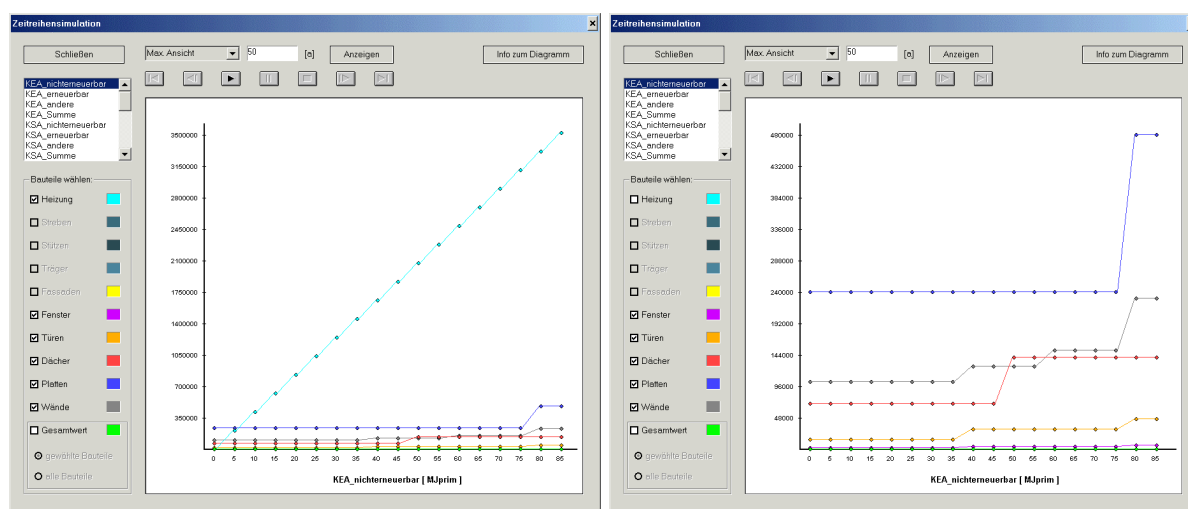 Zeitreihensimulation
Schließen
Max. Ansicht
50
[a]
Anzeigen
Info zum Diagramm
KEA_nichterneuerbar
KEA_erneuerbar
KEA_andere
KEA_Summe
KSA_nichterneuerbar
KSA_erneuerbar
KSA_andere
KSA_Summe
Bauteile wählen:
Heizung
Streben
Stützen
Träger
Fassaden
Fenster
Türen
Dächer
Platten
Wände
Gesamtwert
gewählte Bauteile
alle Bauteile
3500000
3150000
2800000
2450000
2100000
1750000
1400000
1050000
700000
350000
0 5 10 15 20 25 30 35 40 45 50 55 60 65 70 75 80 85
KEA_nichterneuerbar [ MJprim ]
Zeitreihensimulation
Schließen
Max. Ansicht
50
[a]
Anzeigen
Info zum Diagramm
KEA_nichterneuerbar
KEA_erneuerbar
KEA_andere
KEA_Summe
KSA_nichterneuerbar
KSA_erneuerbar
KSA_andere
KSA_Summe
Bauteile wählen:
Heizung
Streben
Stützen
Träger
Fassaden
Fenster
Türen
Dächer
Platten
Wände
Gesamtwert
gewählte Bauteile
alle Bauteile
480000
432000
394000
336000
288000
240000
192000
144000
96000
48000
0 5 10 15 20 25 30 35 40 45 50 55 60 65 70 75 80 85
KEA_nichterneuerbar [ MJprim ]